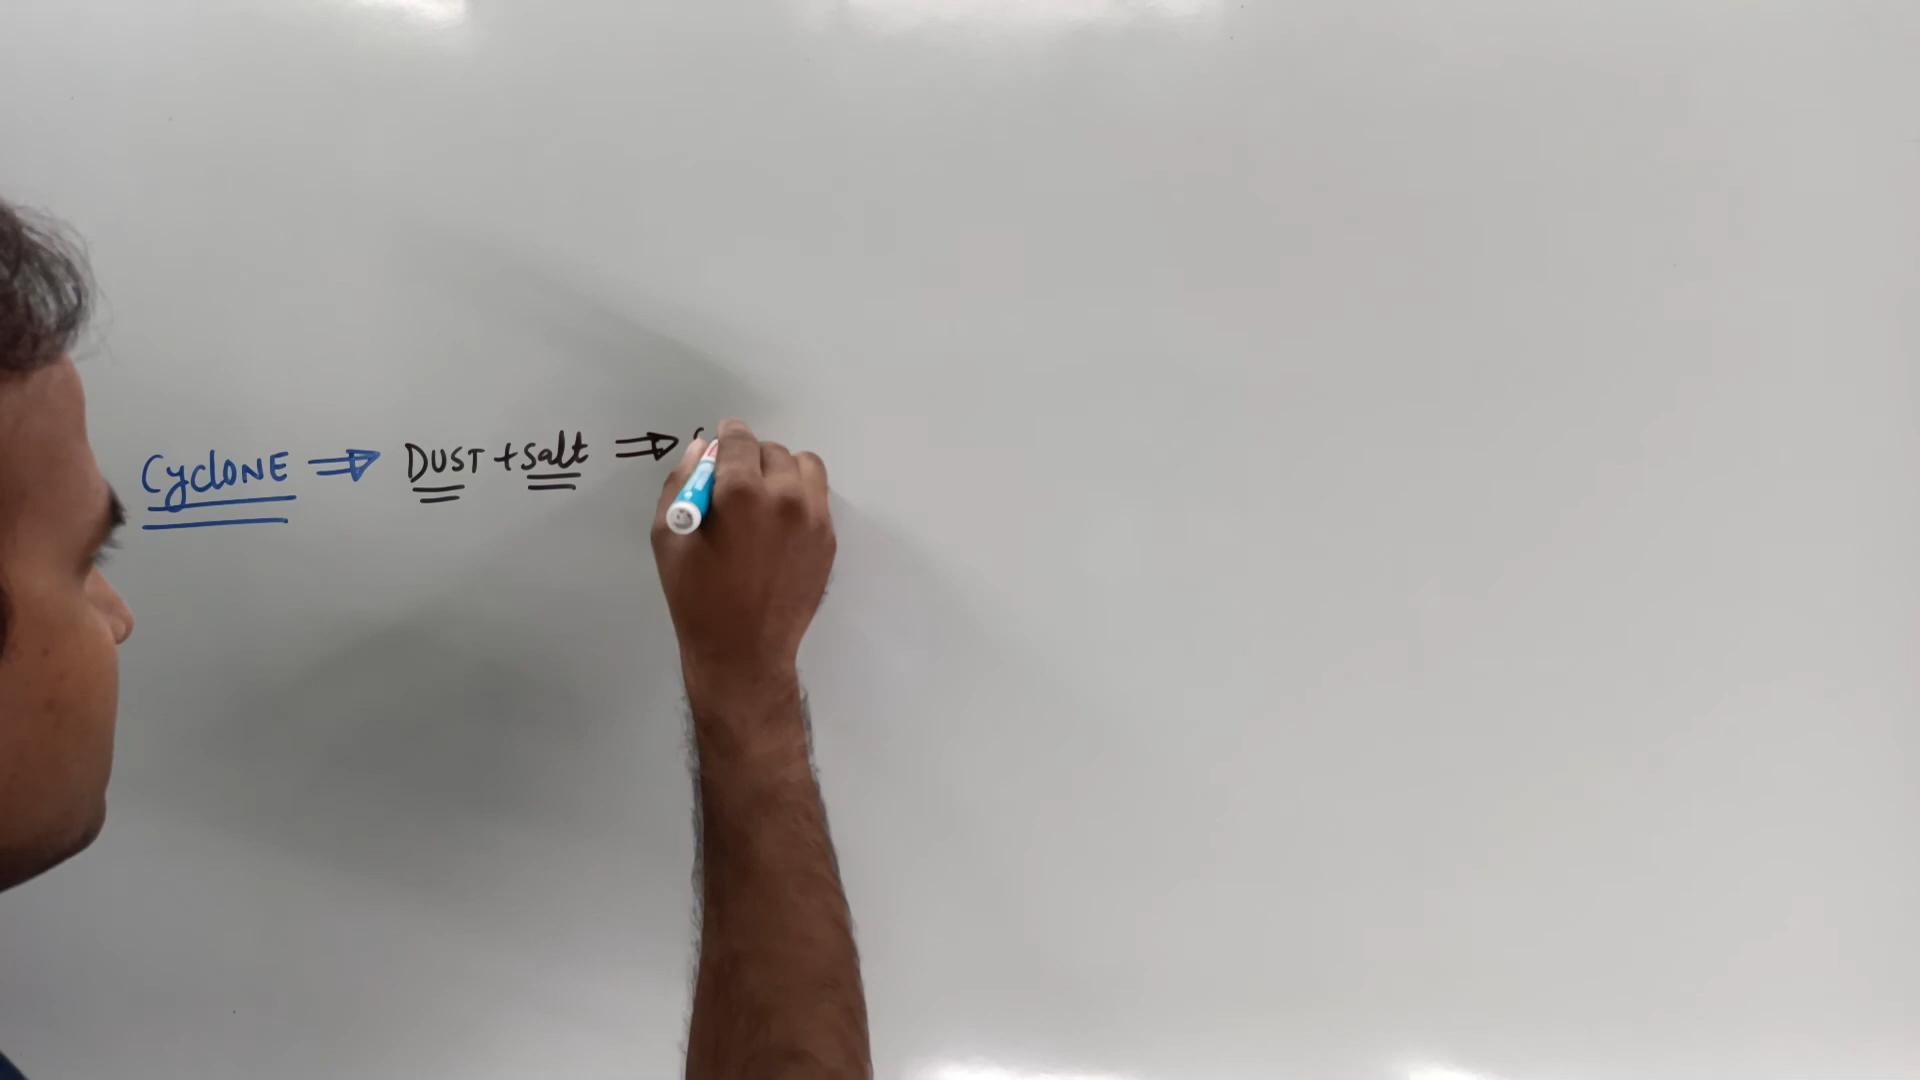 CyclONE ⇒ DUST + Salt ⇒